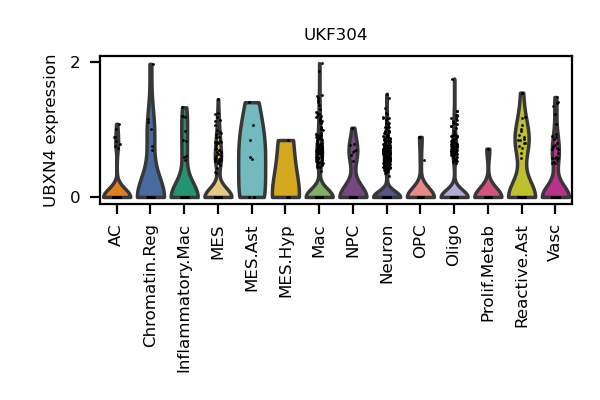 UKF304
UBXN4 expression
2
0
AC
Chromatin.Reg
Inflammatory.Mac
MES
MES.Ast
MES.Hyp
Mac
NPC
Neuron
OPC
Oligo
Prolif.Metab
Reactive.Ast
Vasc